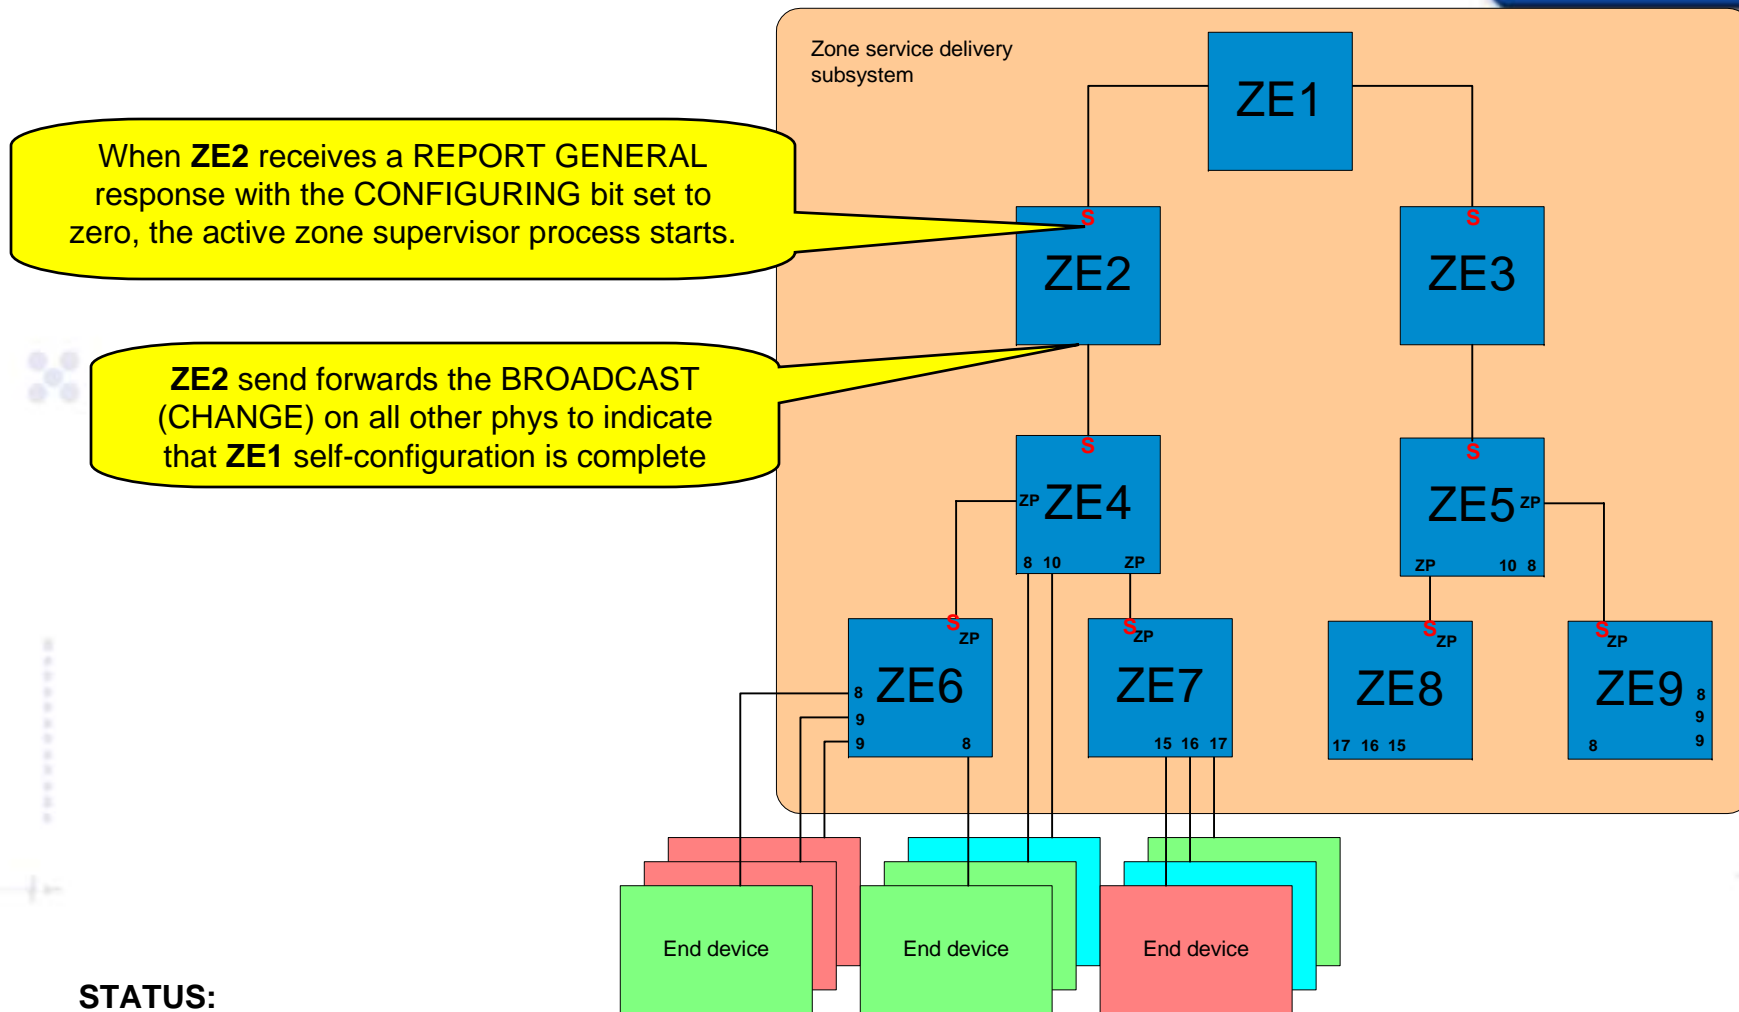 Zone service delivery
subsystem
ZE1
When ZE2 receives a REPORT GENERAL
response with the CONFIGURING bit set to
zero, the active zone supervisor process starts.
S
ZE2
S
ZE3
ZE2 send forwards the BROADCAST
(CHANGE) on all other phys to indicate
that ZE1 self-configuration is complete
S
ZP ZE4
8 10 ZP
S
ZE5 ZP
ZP 10 8
S
ZP
ZE6
8
9
9 8
S
ZP
ZE7
15 16 17
S
ZP
ZE8
17 16 15
S
ZP
ZE9 8
9
8 9
End device
End device
End device
STATUS: